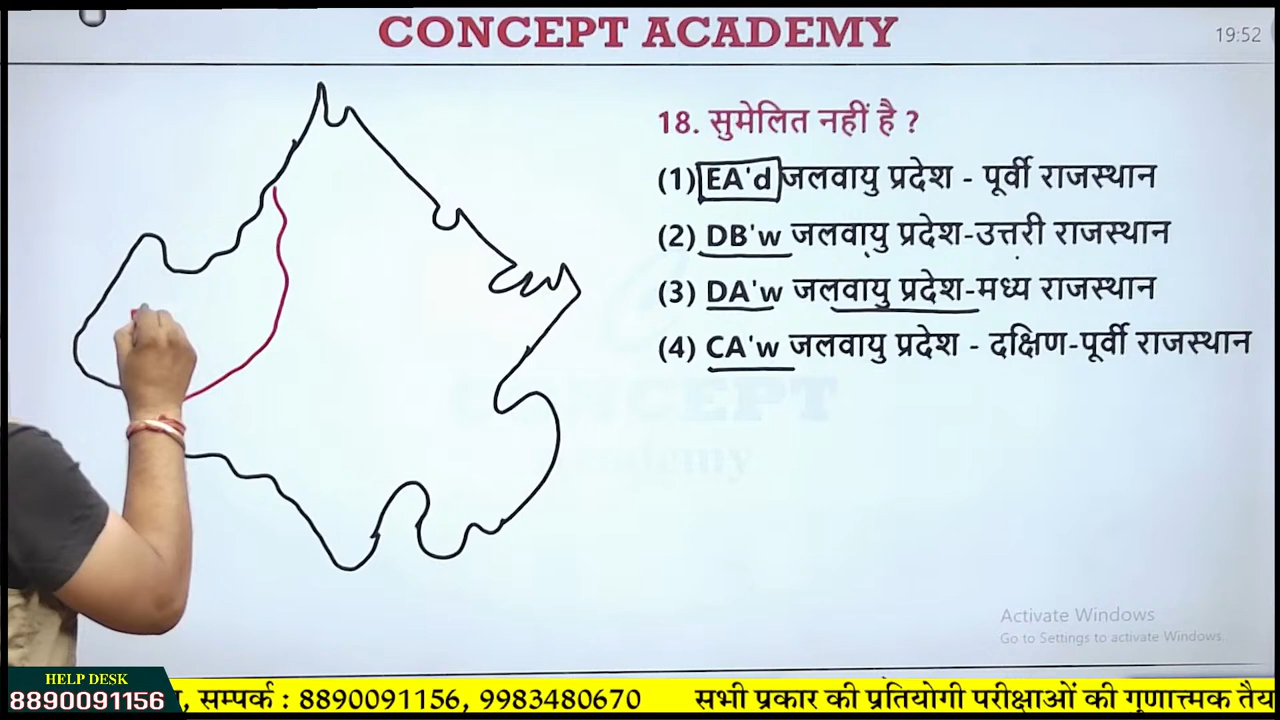 CONCEPT ACADEMY
19:52
18. सुमेलित नहीं है ?
(1) EA'd जलवायु प्रदेश - पूर्वी राजस्थान
(2) DB'w जलवायु प्रदेश-उत्तरी राजस्थान
(3) DA'w जलवायु प्रदेश-मध्य राजस्थान
(4) CA'w जलवायु प्रदेश - दक्षिण-पूर्वी राजस्थान
CONCEPT
Academy
Activate Windows
Go to Settings to activate Windows.
HELP DESK
8890091156
, सम्पर्क : 8890091156, 9983480670 सभी प्रकार की प्रतियोगी परीक्षाओं की गुणात्त्मक तैय